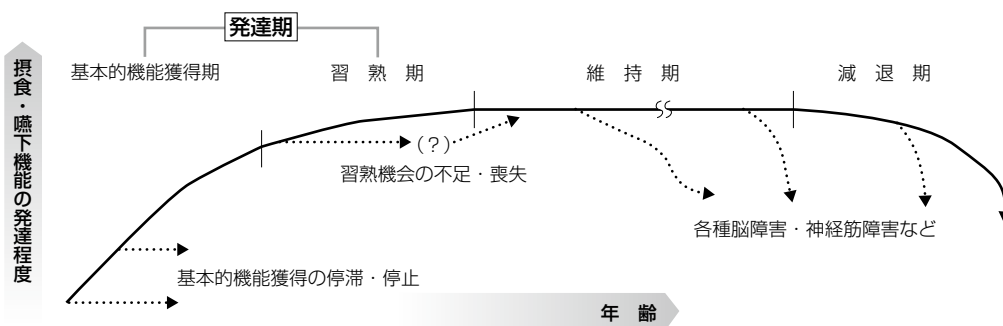 発達期
基本的機能獲得期
習熟期
維持期
減退期
摂食・嚥下機能の発達程度
(?)
習熟機会の不足・喪失
各種脳障害・神経筋障害など
基本的機能獲得の停滞・停止
年齢